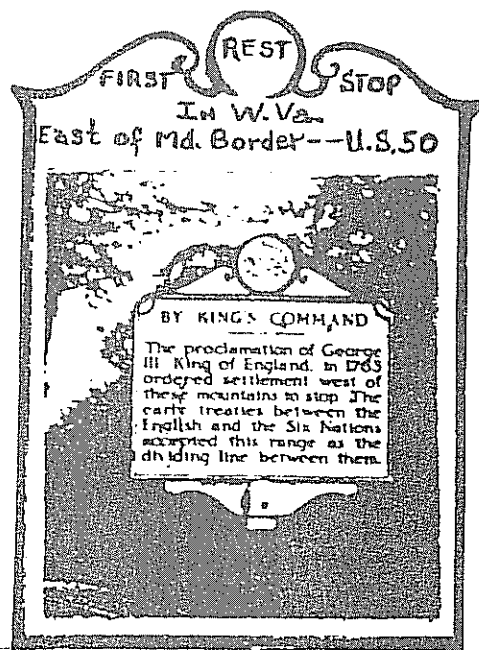 REST
FIRST STOP
IN W.Va.
East of Md. Border--U.S.50
BY KING'S COMMAND
The proclamation of George
III King of England, in 1763
ordered settlement west of
these mountains to stop The
early treaties between the
English and the Six Nations
accepted this range as the
dividing line between them.